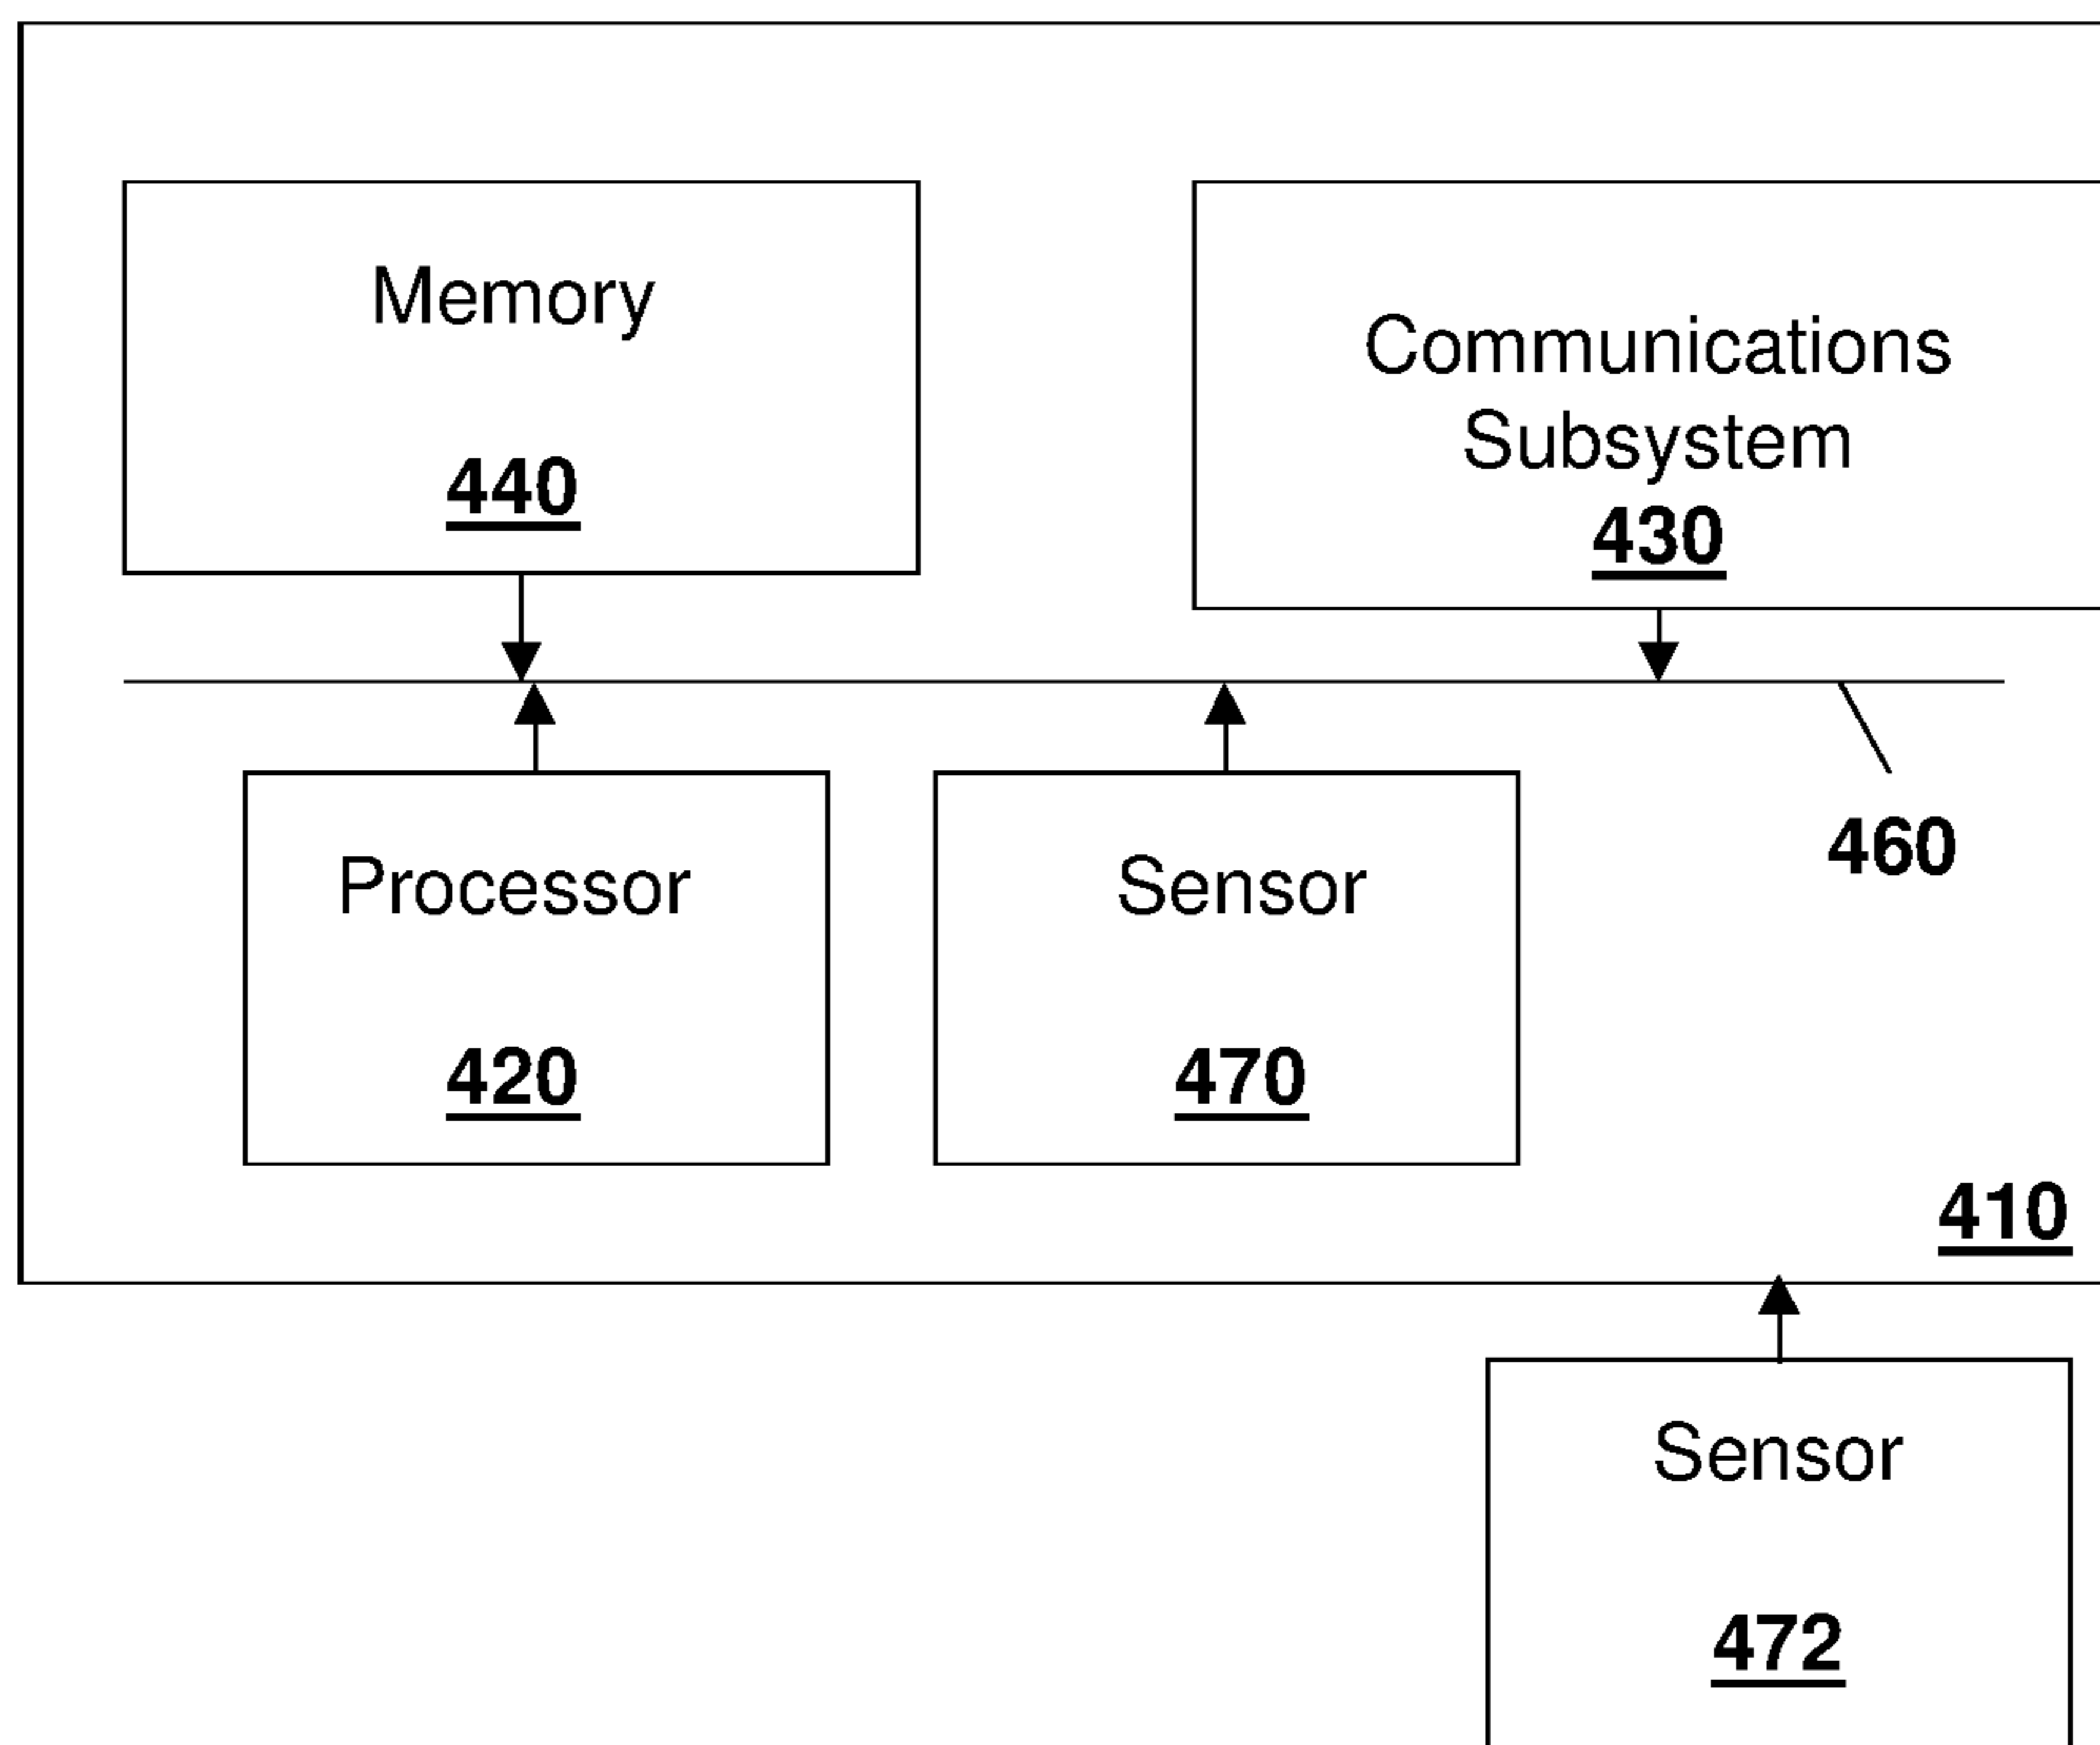 Memory
440
Communications
Subsystem
430
460
Processor
420
Sensor
470
410
Sensor
472